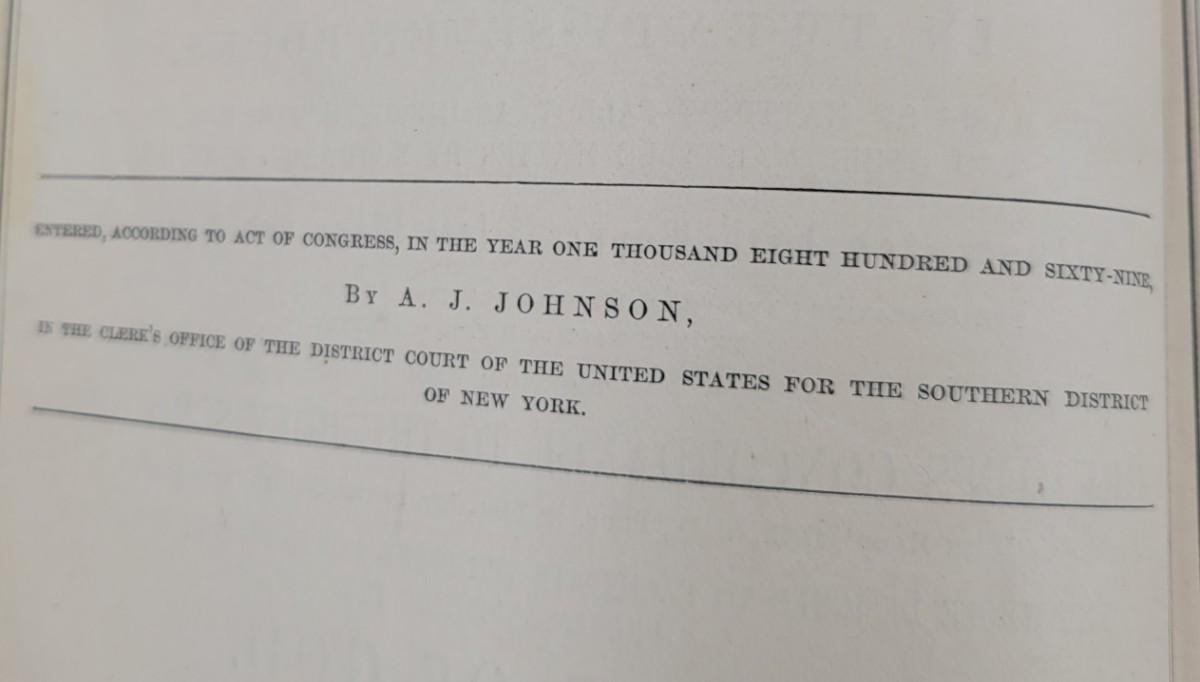 ENTERED, ACCORDING TO ACT OF CONGRESS, IN THE YEAR ONE THOUSAND EIGHT HUNDRED AND SIXTY-NINE,
BY A. J. JOHNSON,
IN THE CLERK'S OFFICE OF THE DISTRICT COURT OF THE UNITED STATES FOR THE SOUTHERN DISTRICT
OF NEW YORK.